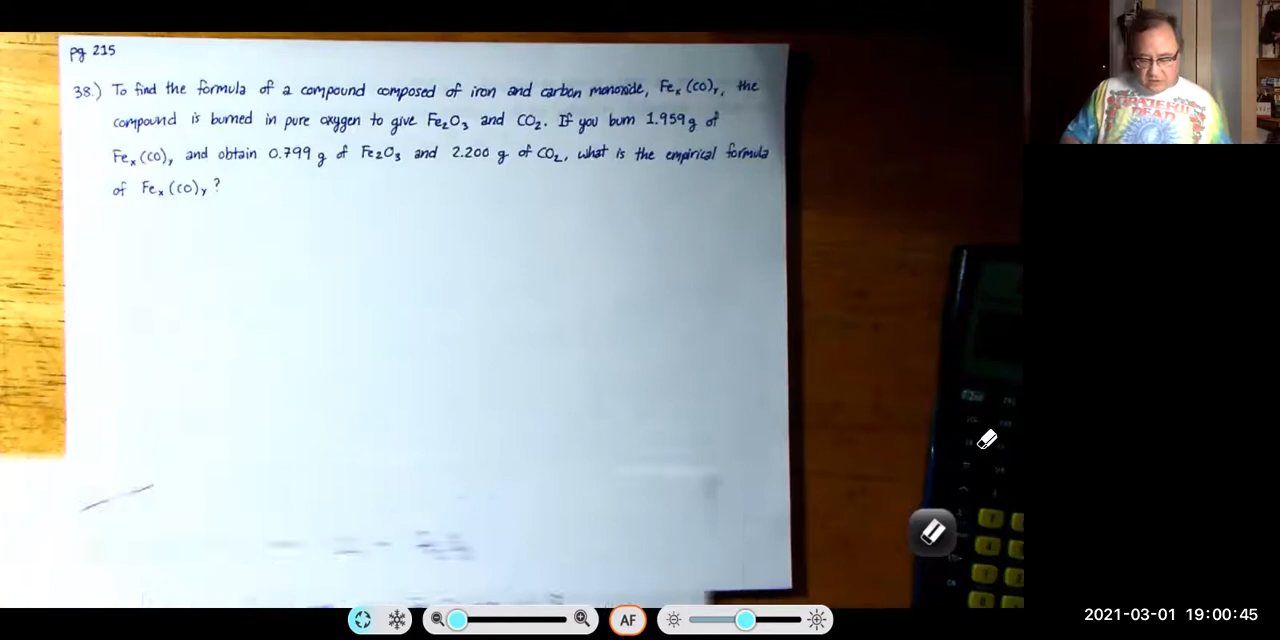 pg 215
38.) To find the formula of a compound composed of iron and carbon monoxide, Feₓ(CO)ᵧ, the
compound is burned in pure oxygen to give Fe₂O₃ and CO₂. If you burn 1.959 g of
Feₓ(CO)ᵧ and obtain 0.799 g of Fe₂O₃ and 2.200 g of CO₂, what is the empirical formula
of Feₓ(CO)ᵧ?
GRATEFUL
DEAD
AF
2021-03-01 19:00:45